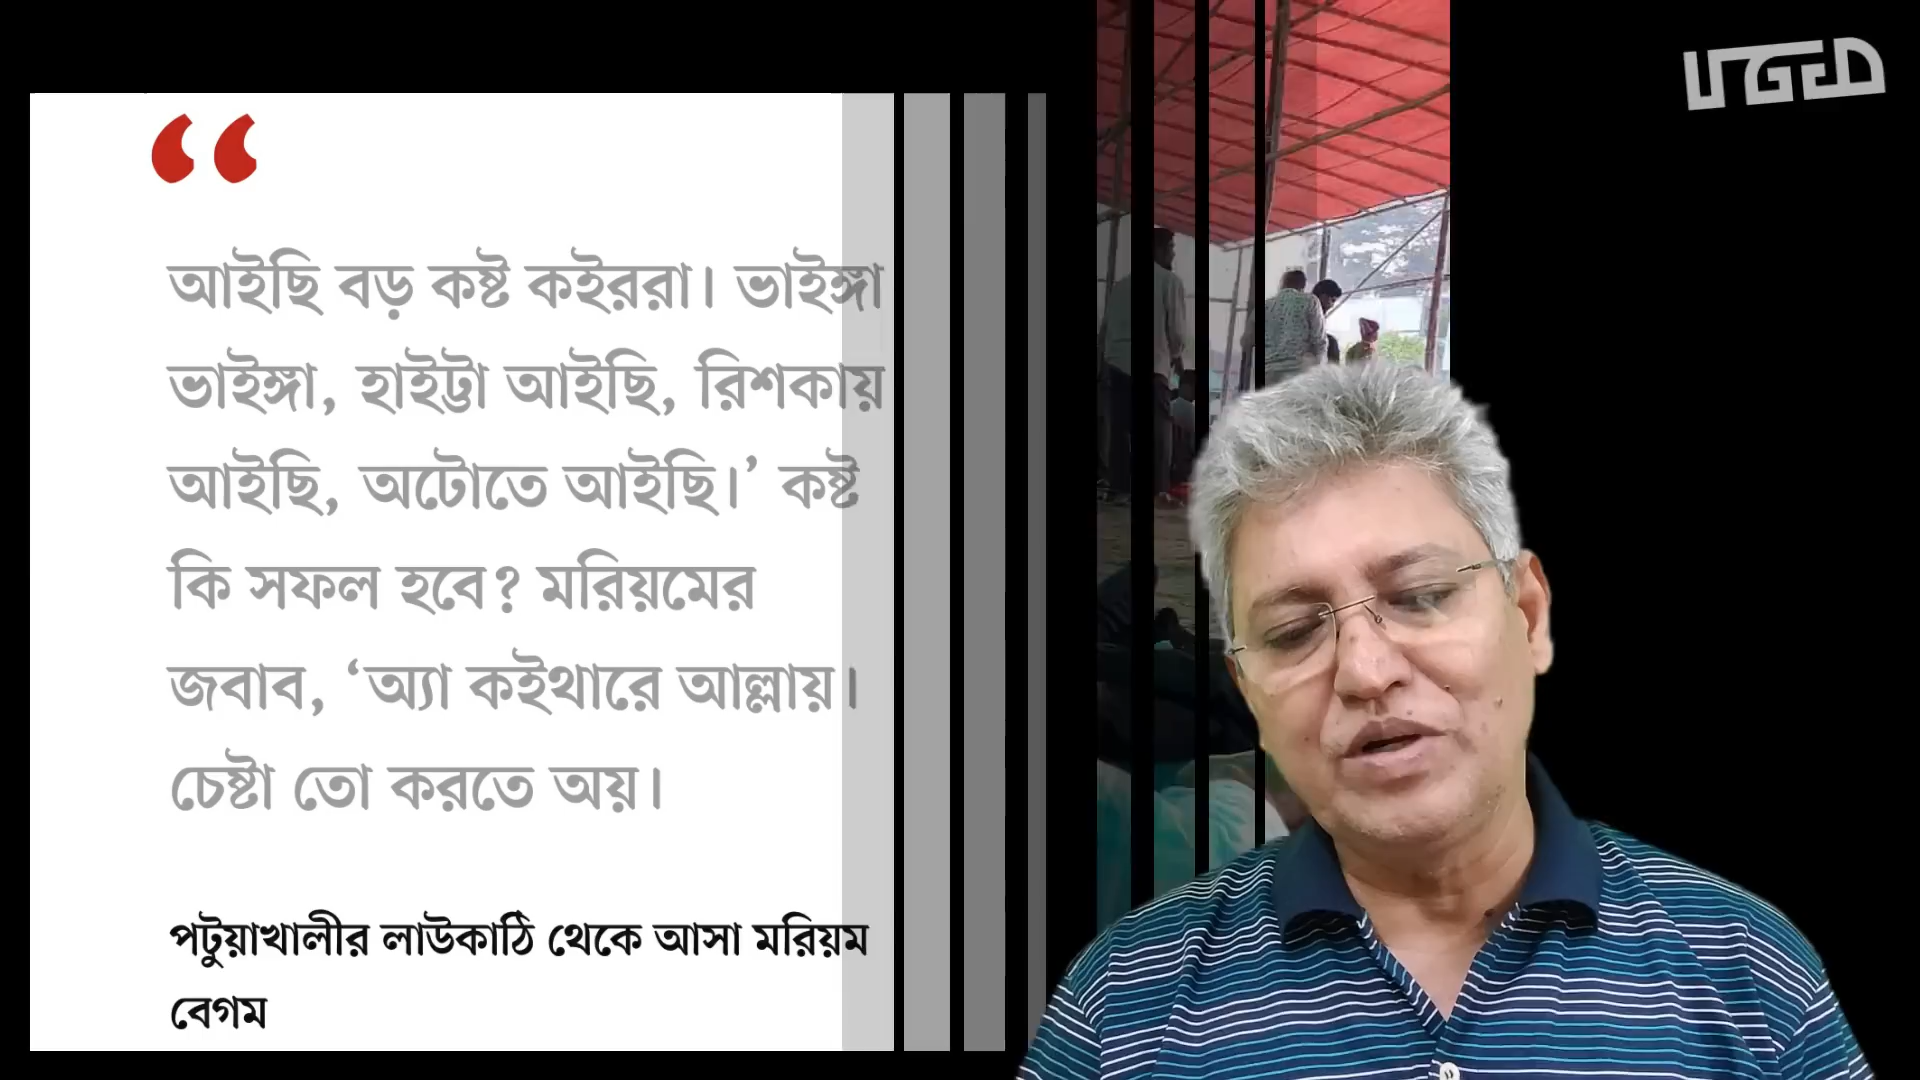 “
আইছি বড় কষ্ট কইররা। ভাইঙ্গা
ভাইঙ্গা, হাইট্টা আইছি, রিশকায়
আইছি, অটোতে আইছি।’ কষ্ট
কি সফল হবে? মরিয়মের
জবাব, ‘অ্যা কইথারে আল্লায়।
চেষ্টা তো করতে অয়।
পটুয়াখালীর লাউকাঠি থেকে আসা মরিয়ম
বেগম